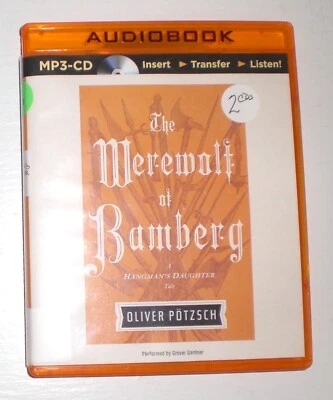 AUDIOBOOK
MP3-CD Insert ▶ Transfer ▶ Listen!
2 CDs
The
Werewolf
of
Bamberg
A
HANGMAN'S DAUGHTER
Tale
OLIVER PÖTZSCH
Performed by Grover Gardner